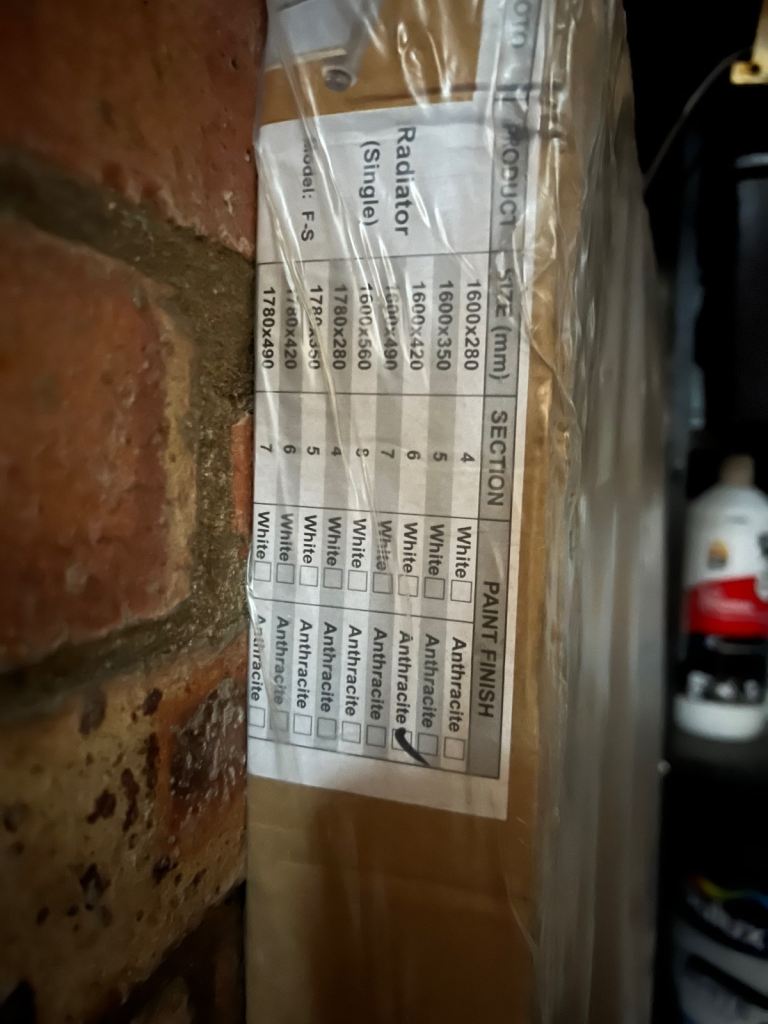 PRODUCT SIZE (mm) SECTION PAINT FINISH
Radiator
(Single)
Model: F-S
1600x280 4 White Anthracite
1600x350 5 White Anthracite
1600x420 6 White Anthracite
1600x490 7 White Anthracite
1600x560 8 White Anthracite
1780x280 4 White Anthracite
1780x350 5 White Anthracite
1780x420 6 White Anthracite
1780x490 7 White Anthracite